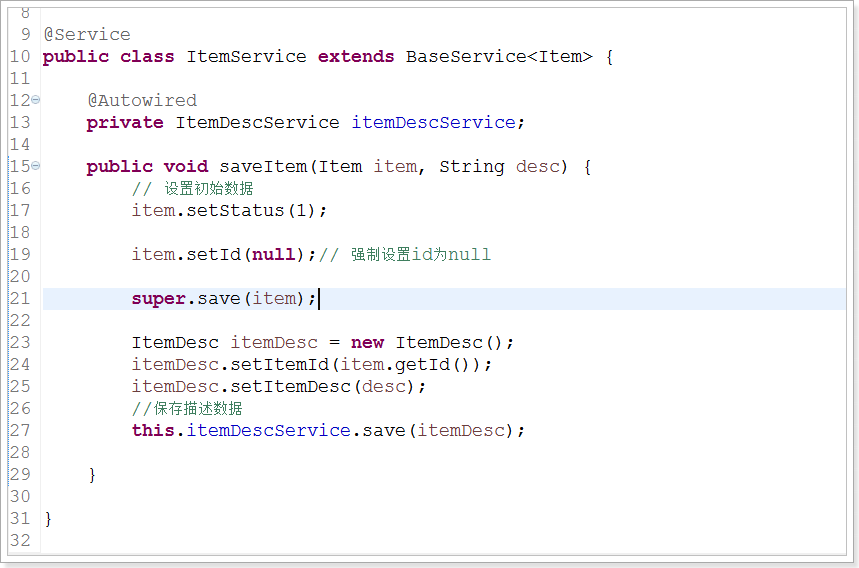 8
9 @Service
10 public class ItemService extends BaseService<Item> {
11
12 @Autowired
13 private ItemDescService itemDescService;
14
15 public void saveItem(Item item, String desc) {
16 // 设置初始数据
17 item.setStatus(1);
18
19 item.setId(null);// 强制设置id为null
20
21 super.save(item);
22
23 ItemDesc itemDesc = new ItemDesc();
24 itemDesc.setItemId(item.getId());
25 itemDesc.setItemDesc(desc);
26 //保存描述数据
27 this.itemDescService.save(itemDesc);
28
29 }
30
31 }
32